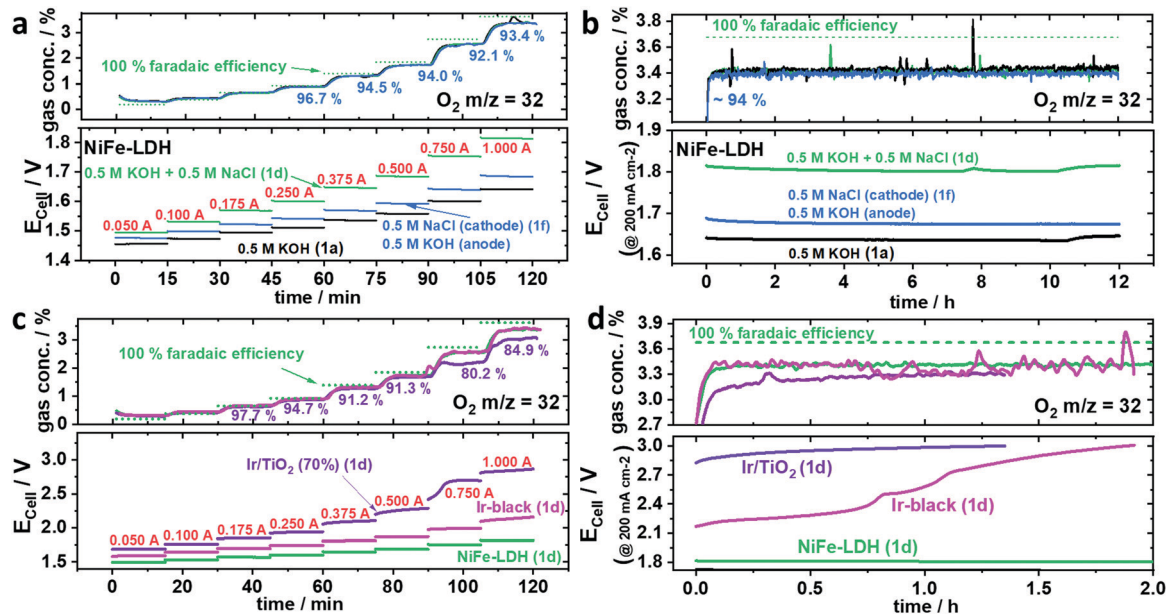 a
gas conc. / %
3
2
1
0
100 % faradaic efficiency
96.7 %
94.5 %
94.0 %
92.1 %
93.4 %
O2 m/z = 32
ECell / V
1.8
1.7
1.6
1.5
1.4
NiFe-LDH
0.5 M KOH + 0.5 M NaCl (1d)
0.050 A
0.100 A
0.175 A
0.250 A
0.375 A
0.500 A
0.750 A
1.000 A
0.5 M NaCl (cathode) (1f)
0.5 M KOH (anode)
0.5 M KOH (1a)
0 15 30 45 60 75 90 105 120
time / min
b
gas conc. / %
3.8
3.6
3.4
3.2
100 % faradaic efficiency
~ 94 %
O2 m/z = 32
ECell / V
(@ 200 mA cm-2)
1.9
1.8
1.7
1.6
NiFe-LDH
0.5 M KOH + 0.5 M NaCl (1d)
0.5 M NaCl (cathode) (1f)
0.5 M KOH (anode)
0.5 M KOH (1a)
0 2 4 6 8 10 12
time / h
c
gas conc. / %
3
2
1
0
100 % faradaic efficiency
97.7 %
94.7 %
91.2 %
91.3 %
80.2 %
84.9 %
O2 m/z = 32
ECell / V
3.0
2.5
2.0
1.5
Ir/TiO2 (70%) (1d)
0.050 A
0.100 A
0.175 A
0.250 A
0.375 A
0.500 A
0.750 A
1.000 A
Ir-black (1d)
NiFe-LDH (1d)
0 20 40 60 80 100 120
time / min
d
gas conc. / %
3.9
3.6
3.3
3.0
2.7
100 % faradaic efficiency
O2 m/z = 32
ECell / V
(@ 200 mA cm-2)
3.0
2.7
2.4
2.1
1.8
Ir/TiO2 (1d)
Ir-black (1d)
NiFe-LDH (1d)
0.0 0.5 1.0 1.5 2.0
time / h